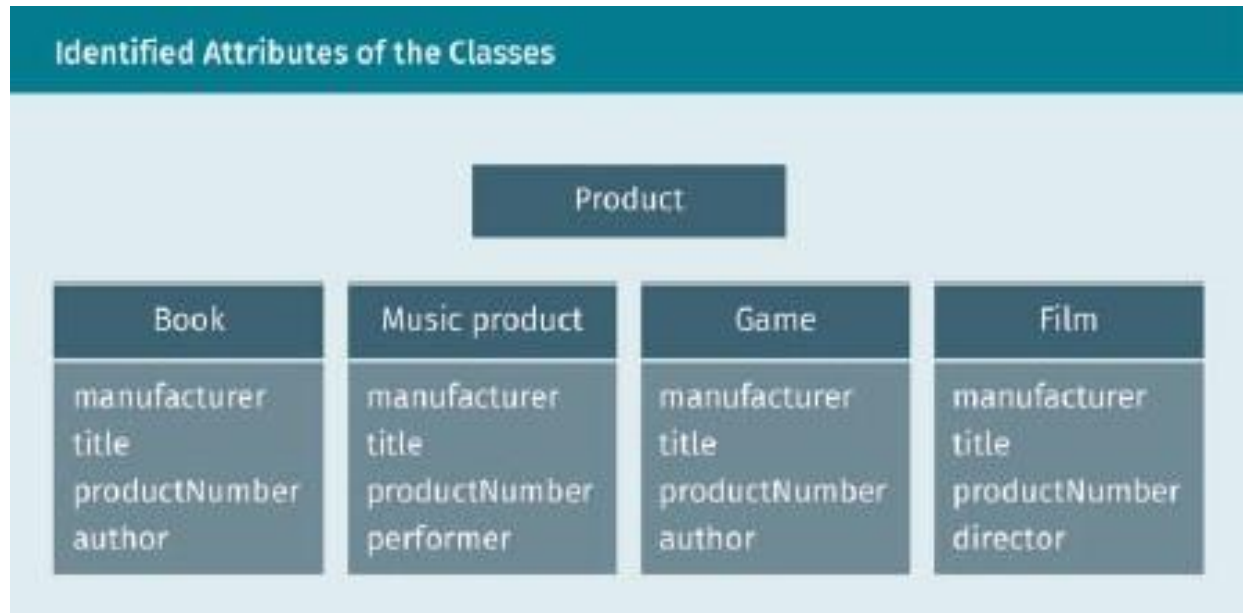 Identified Attributes of the Classes
Product
Book
manufacturer
title
productNumber
author
Music product
manufacturer
title
productNumber
performer
Game
manufacturer
title
productNumber
author
Film
manufacturer
title
productNumber
director